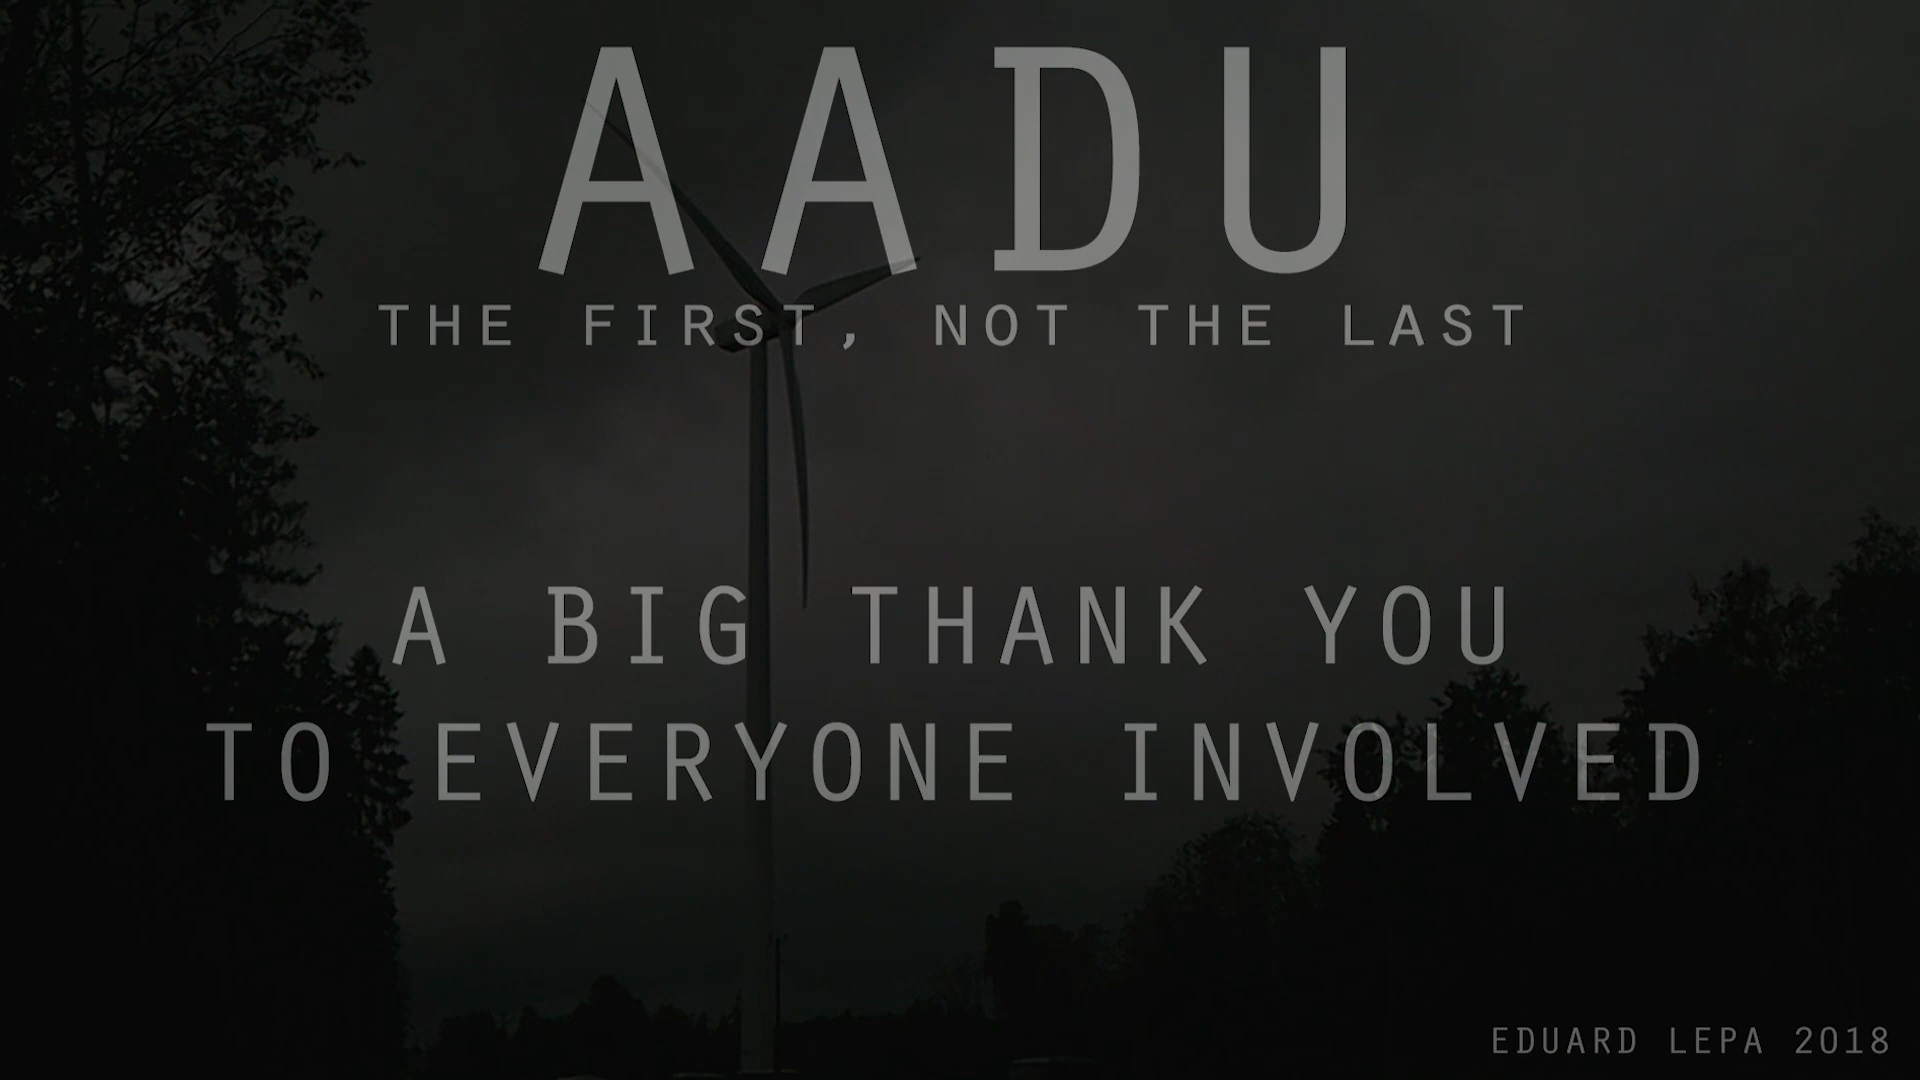 AADU
THE FIRST, NOT THE LAST
A BIG THANK YOU
TO EVERYONE INVOLVED
EDUARD LEPA 2018